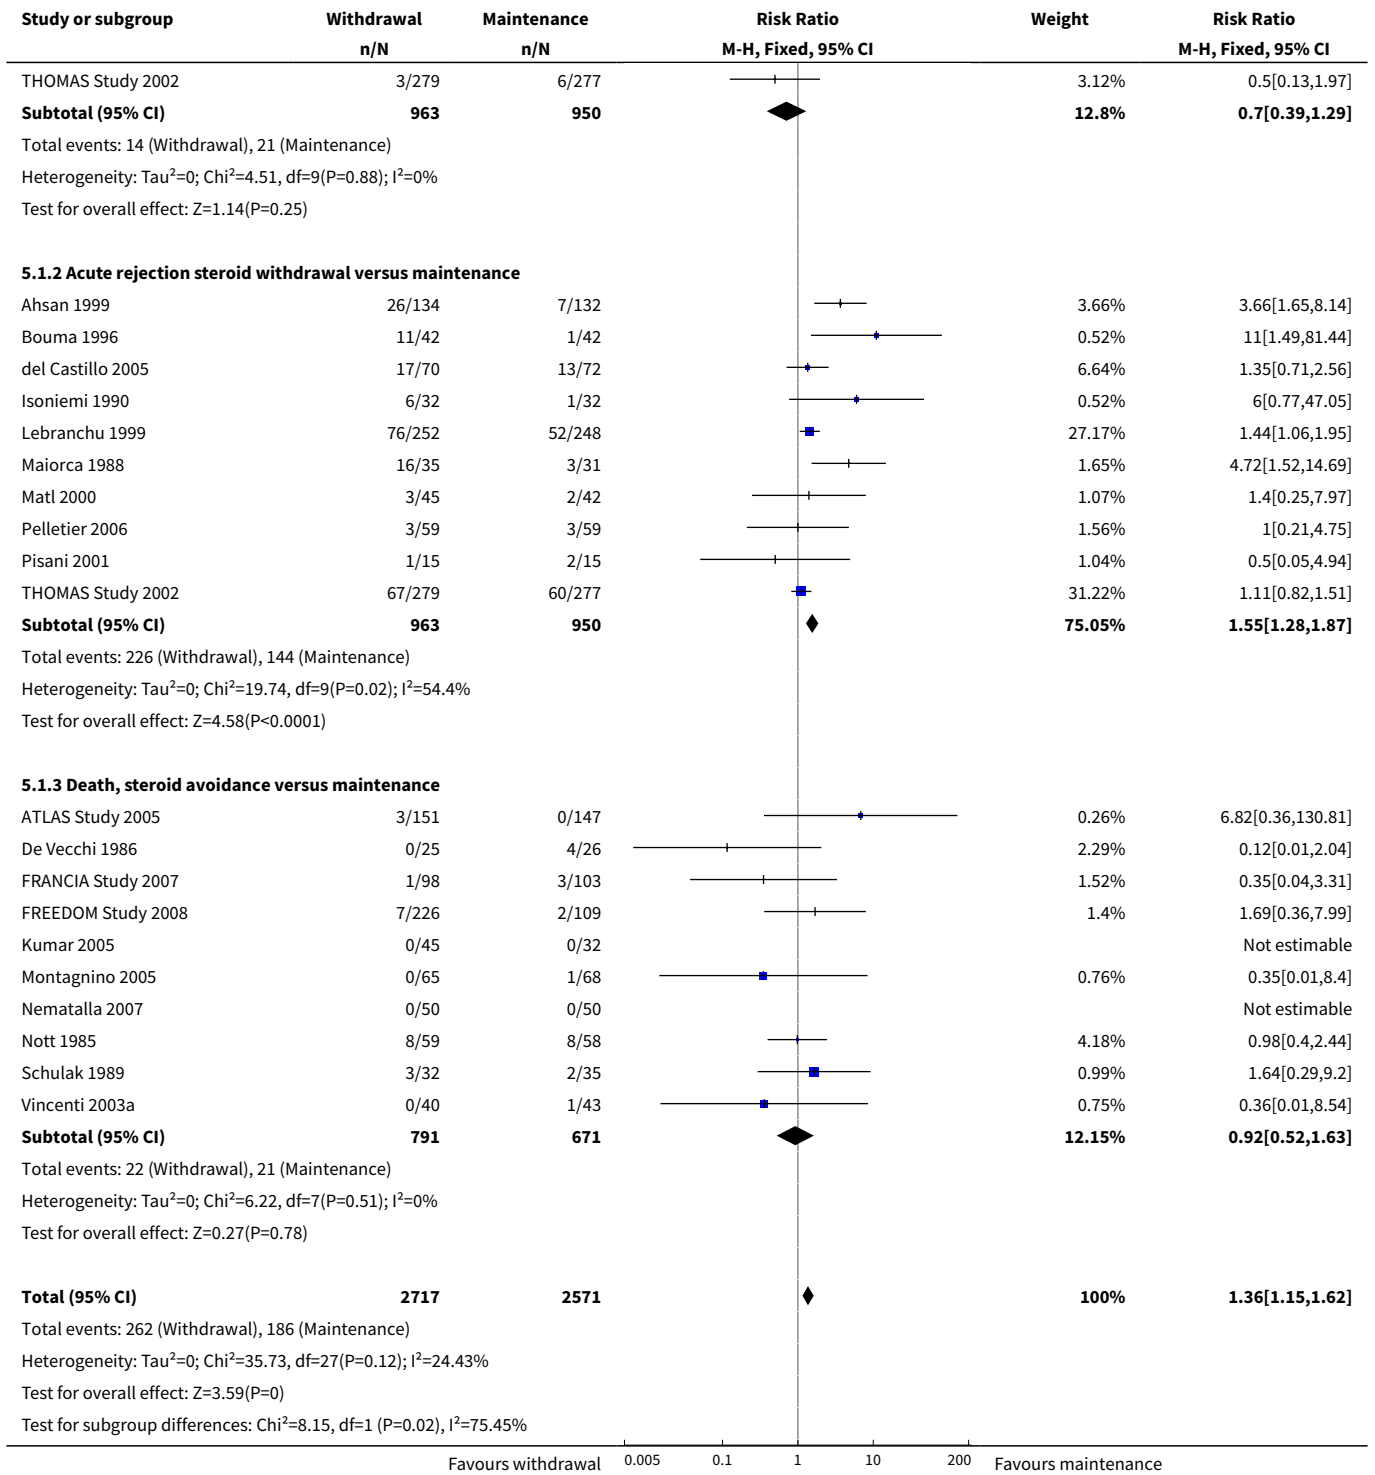 Study or subgroup Withdrawal Maintenance Risk Ratio Weight Risk Ratio
n/N n/N M-H, Fixed, 95% CI M-H, Fixed, 95% CI
THOMAS Study 2002 3/279 6/277 3.12% 0.5[0.13,1.97]
Subtotal (95% CI) 963 950 12.8% 0.7[0.39,1.29]
Total events: 14 (Withdrawal), 21 (Maintenance)
Heterogeneity: Tau²=0; Chi²=4.51, df=9(P=0.88); I²=0%
Test for overall effect: Z=1.14(P=0.25)
5.1.2 Acute rejection steroid withdrawal versus maintenance
Ahsan 1999 26/134 7/132 3.66% 3.66[1.65,8.14]
Bouma 1996 11/42 1/42 0.52% 11[1.49,81.44]
del Castillo 2005 17/70 13/72 6.64% 1.35[0.71,2.56]
Isoniemi 1990 6/32 1/32 0.52% 6[0.77,47.05]
Lebranchu 1999 76/252 52/248 27.17% 1.44[1.06,1.95]
Maiorca 1988 16/35 3/31 1.65% 4.72[1.52,14.69]
Matl 2000 3/45 2/42 1.07% 1.4[0.25,7.97]
Pelletier 2006 3/59 3/59 1.56% 1[0.21,4.75]
Pisani 2001 1/15 2/15 1.04% 0.5[0.05,4.94]
THOMAS Study 2002 67/279 60/277 31.22% 1.11[0.82,1.51]
Subtotal (95% CI) 963 950 75.05% 1.55[1.28,1.87]
Total events: 226 (Withdrawal), 144 (Maintenance)
Heterogeneity: Tau²=0; Chi²=19.74, df=9(P=0.02); I²=54.4%
Test for overall effect: Z=4.58(P<0.0001)
5.1.3 Death, steroid avoidance versus maintenance
ATLAS Study 2005 3/151 0/147 0.26% 6.82[0.36,130.81]
De Vecchi 1986 0/25 4/26 2.29% 0.12[0.01,2.04]
FRANCIA Study 2007 1/98 3/103 1.52% 0.35[0.04,3.31]
FREEDOM Study 2008 7/226 2/109 1.4% 1.69[0.36,7.99]
Kumar 2005 0/45 0/32 Not estimable
Montagnino 2005 0/65 1/68 0.76% 0.35[0.01,8.4]
Nematalla 2007 0/50 0/50 Not estimable
Nott 1985 8/59 8/58 4.18% 0.98[0.4,2.44]
Schulak 1989 3/32 2/35 0.99% 1.64[0.29,9.2]
Vincenti 2003a 0/40 1/43 0.75% 0.36[0.01,8.54]
Subtotal (95% CI) 791 671 12.15% 0.92[0.52,1.63]
Total events: 22 (Withdrawal), 21 (Maintenance)
Heterogeneity: Tau²=0; Chi²=6.22, df=7(P=0.51); I²=0%
Test for overall effect: Z=0.27(P=0.78)
Total (95% CI) 2717 2571 100% 1.36[1.15,1.62]
Total events: 262 (Withdrawal), 186 (Maintenance)
Heterogeneity: Tau²=0; Chi²=35.73, df=27(P=0.12); I²=24.43%
Test for overall effect: Z=3.59(P=0)
Test for subgroup differences: Chi²=8.15, df=1 (P=0.02), I²=75.45%
Favours withdrawal 0.005 0.1 1 10 200 Favours maintenance